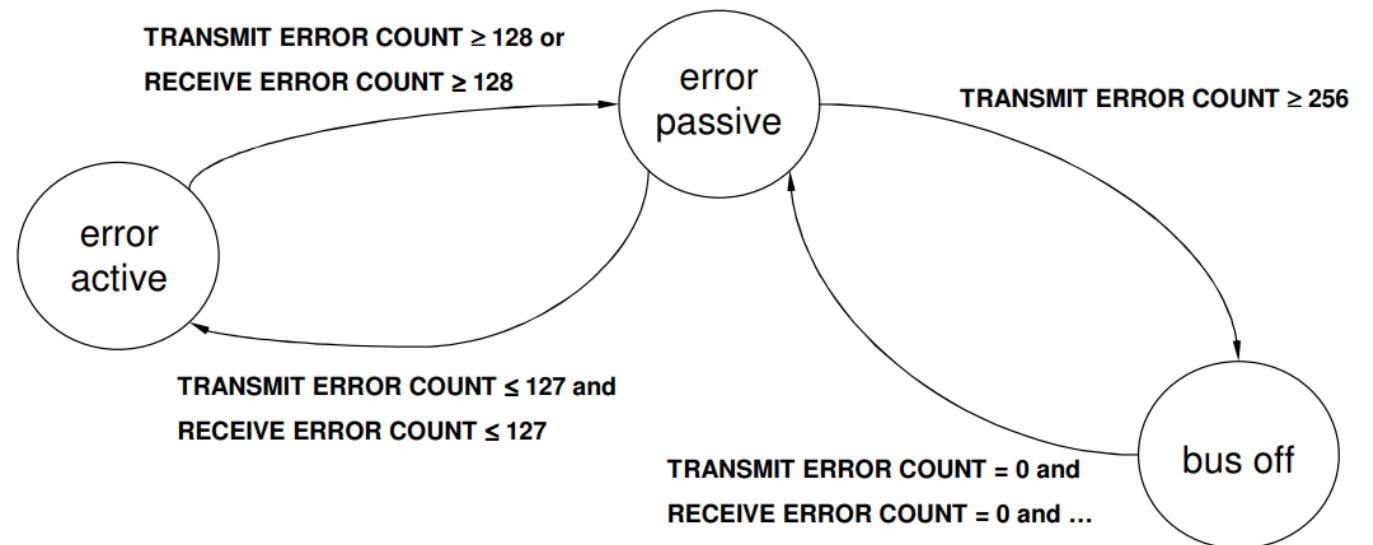 TRANSMIT ERROR COUNT ≥ 128 or
RECEIVE ERROR COUNT ≥ 128
error
passive
TRANSMIT ERROR COUNT ≥ 256
error
active
TRANSMIT ERROR COUNT ≤ 127 and
RECEIVE ERROR COUNT ≤ 127
bus off
TRANSMIT ERROR COUNT = 0 and
RECEIVE ERROR COUNT = 0 and …